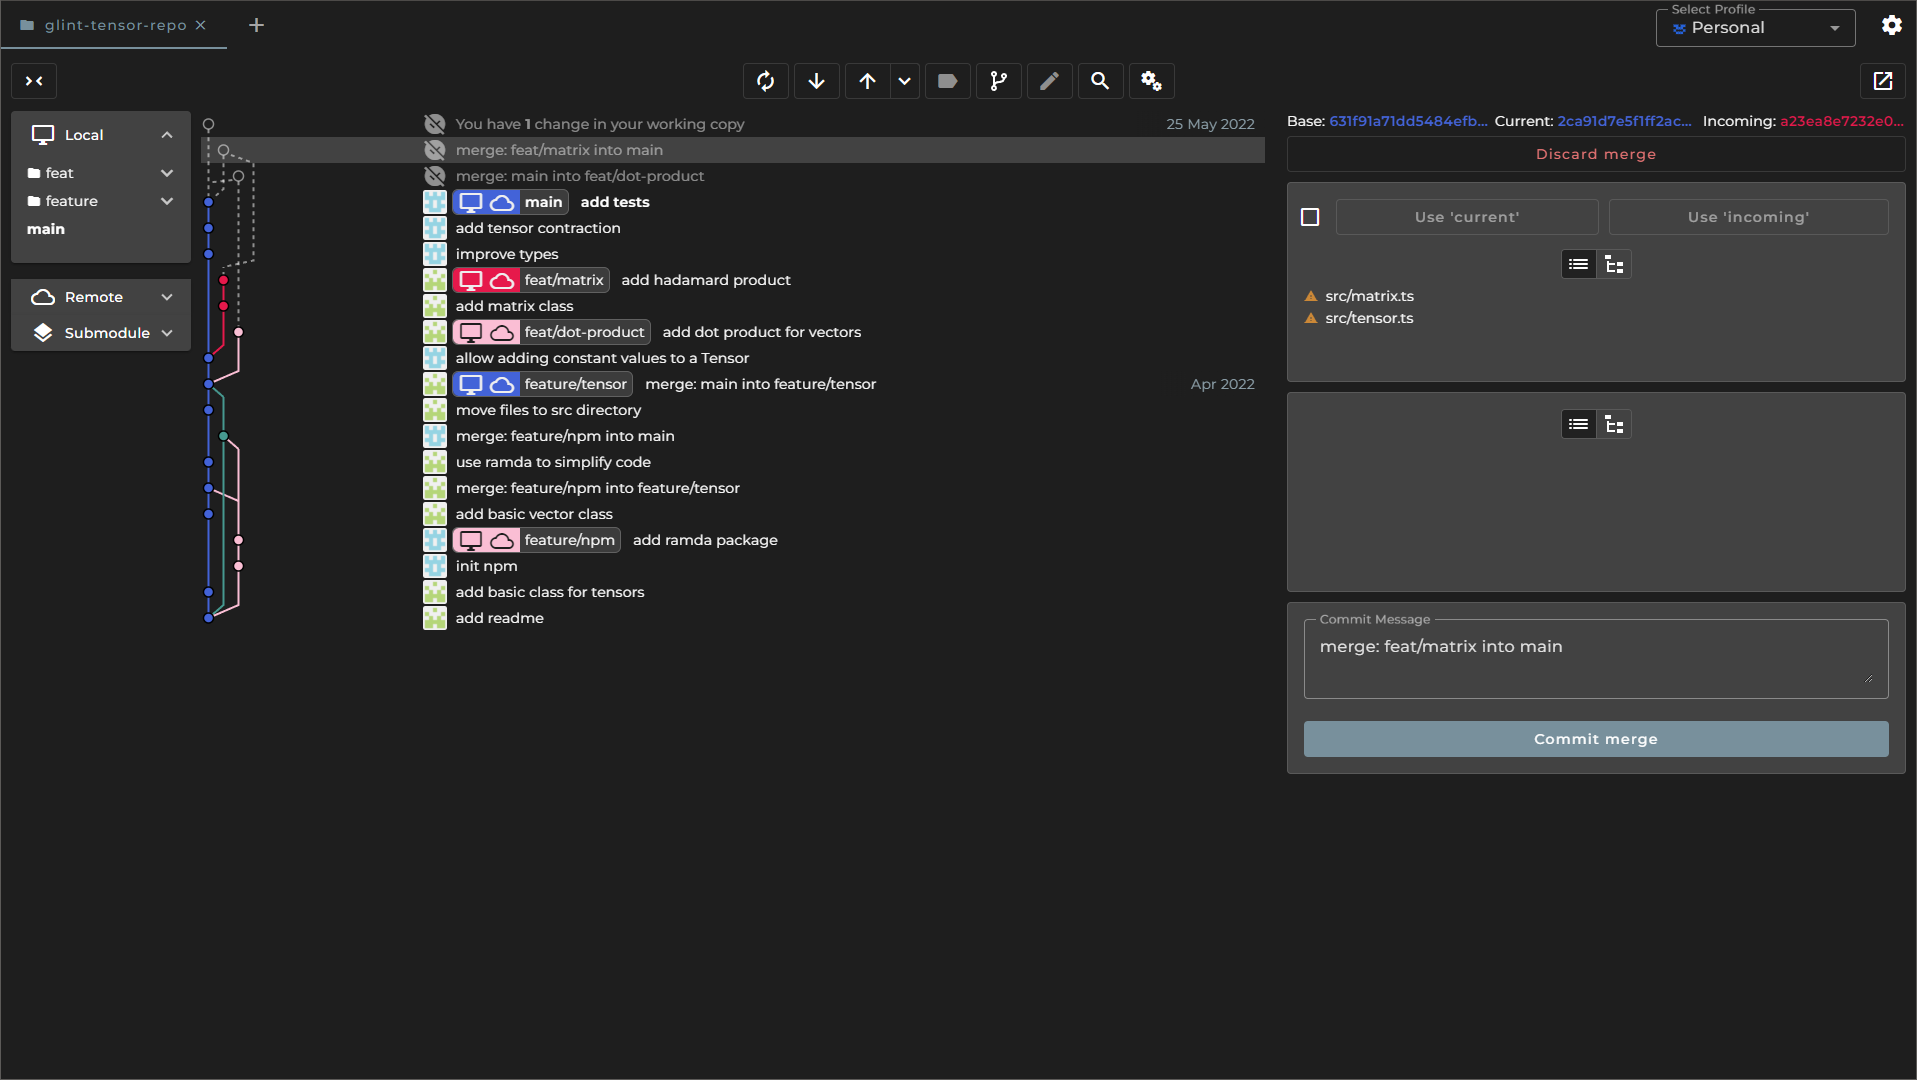 glint-tensor-repo
Select Profile
Personal
Local
feat
feature
main
Remote
Submodule
You have 1 change in your working copy 25 May 2022
merge: feat/matrix into main
merge: main into feat/dot-product
main add tests
add tensor contraction
improve types
feat/matrix add hadamard product
add matrix class
feat/dot-product add dot product for vectors
allow adding constant values to a Tensor
feature/tensor merge: main into feature/tensor Apr 2022
move files to src directory
merge: feature/npm into main
use ramda to simplify code
merge: feature/npm into feature/tensor
add basic vector class
feature/npm add ramda package
init npm
add basic class for tensors
add readme
Base: 631f91a71dd5484efb... Current: 2ca91d7e5f1ff2ac... Incoming: a23ea8e7232e0...
Discard merge
Use 'current' Use 'incoming'
src/matrix.ts
src/tensor.ts
Commit Message
merge: feat/matrix into main
Commit merge